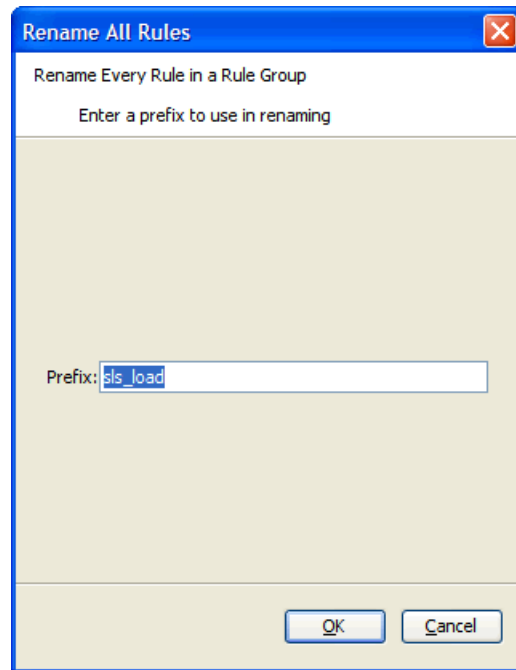 Rename All Rules
Rename Every Rule in a Rule Group
Enter a prefix to use in renaming
Prefix: sls_load
OK Cancel